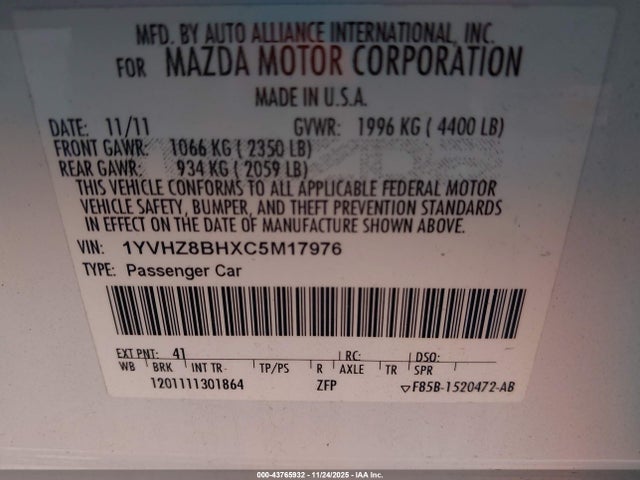 MFD. BY AUTO ALLIANCE INTERNATIONAL, INC.
FOR MAZDA MOTOR CORPORATION
MADE IN U.S.A.
DATE: 11/11 GVWR: 1996 KG ( 4400 LB)
FRONT GAWR: 1066 KG ( 2350 LB)
REAR GAWR: 934 KG ( 2059 LB)
THIS VEHICLE CONFORMS TO ALL APPLICABLE FEDERAL MOTOR
VEHICLE SAFETY, BUMPER, AND THEFT PREVENTION STANDARDS
IN EFFECT ON THE DATE OF MANUFACTURE SHOWN ABOVE.
VIN: 1YVHZ8BHXC5M17976
TYPE: Passenger Car
EXT PNT: 41 RC: DSO:
WB BRK INT TR TP/PS R AXLE TR SPR
1201111301864 ZFP F85B-1520472-AB
000-43765932 - 11/24/2025 - IAA Inc.